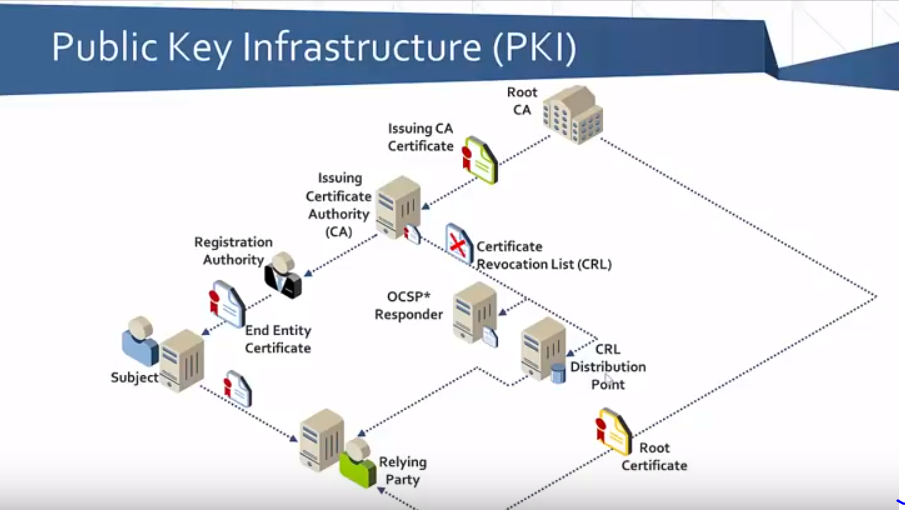 Public Key Infrastructure (PKI)
Root
CA
Issuing CA
Certificate
Issuing
Certificate
Authority
(CA)
Registration
Authority
Certificate
Revocation List (CRL)
OCSP*
Responder
End Entity
Certificate
CRL
Distribution
Point
Subject
Relying
Party
Root
Certificate